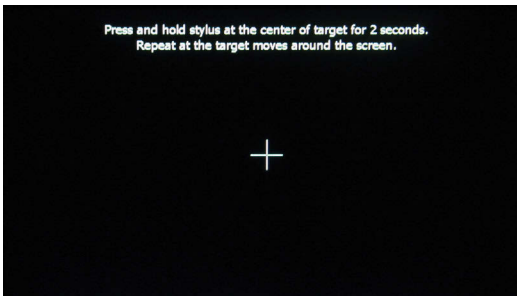 Press and hold stylus at the center of target for 2 seconds.
Repeat at the target moves around the screen.